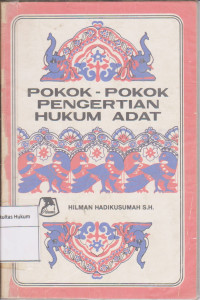 POKOK - POKOK
PENGERTIAN
HUKUM ADAT
HILMAN HADIKUSUMAH S.H.
ultas Hukum